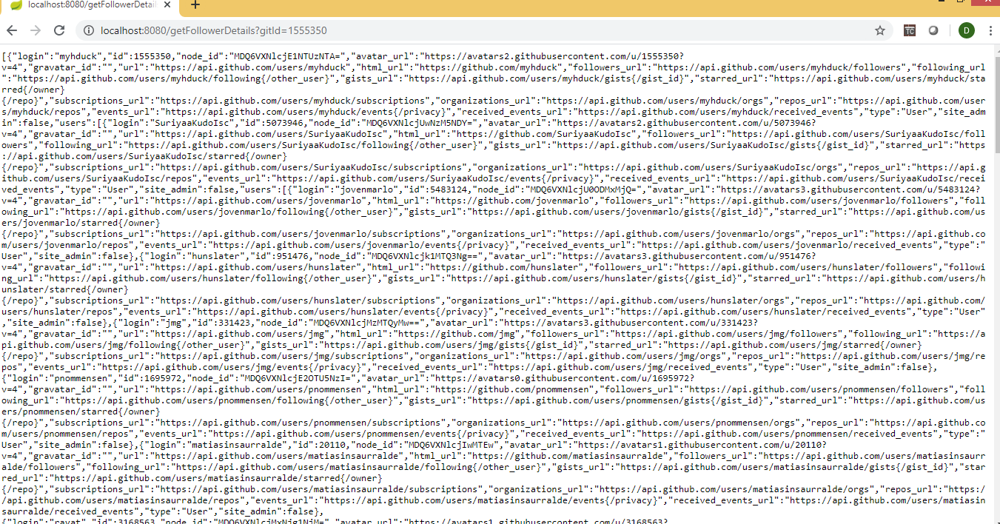 localhost:8080/getFollowerDetails
localhost:8080/getFollowerDetails?gitId=1555350
TC
D
[{"login":"myhduck","id":1555350,"node_id":"MDQ6VXNlcjE1NTUzNTA=","avatar_url":"https://avatars2.githubusercontent.com/u/1555350?
v=4","gravatar_id":"","url":"https://api.github.com/users/myhduck","html_url":"https://github.com/myhduck","followers_url":"https://api.github.com/users/myhduck/followers","following_url
":"https://api.github.com/users/myhduck/following{/other_user}","gists_url":"https://api.github.com/users/myhduck/gists{/gist_id}","starred_url":"https://api.github.com/users/myhduck/sta
rred{/owner}
{/repo}","subscriptions_url":"https://api.github.com/users/myhduck/subscriptions","organizations_url":"https://api.github.com/users/myhduck/orgs","repos_url":"https://api.github.com/user
s/myhduck/repos","events_url":"https://api.github.com/users/myhduck/events{/privacy}","received_events_url":"https://api.github.com/users/myhduck/received_events","type":"User","site_adm
in":false,"users":[{"login":"SuriyaaKudoIsc","id":5073946,"node_id":"MDQ6VXNlcjUwNzM5NDY=","avatar_url":"https://avatars2.githubusercontent.com/u/5073946?
v=4","gravatar_id":"","url":"https://api.github.com/users/SuriyaaKudoIsc","html_url":"https://github.com/SuriyaaKudoIsc","followers_url":"https://api.github.com/users/SuriyaaKudoIsc/foll
owers","following_url":"https://api.github.com/users/SuriyaaKudoIsc/following{/other_user}","gists_url":"https://api.github.com/users/SuriyaaKudoIsc/gists{/gist_id}","starred_url":"https
://api.github.com/users/SuriyaaKudoIsc/starred{/owner}
{/repo}","subscriptions_url":"https://api.github.com/users/SuriyaaKudoIsc/subscriptions","organizations_url":"https://api.github.com/users/SuriyaaKudoIsc/orgs","repos_url":"https://api.g
ithub.com/users/SuriyaaKudoIsc/repos","events_url":"https://api.github.com/users/SuriyaaKudoIsc/events{/privacy}","received_events_url":"https://api.github.com/users/SuriyaaKudoIsc/recei
ved_events","type":"User","site_admin":false,"users":[{"login":"jovenmarlo","id":5483124,"node_id":"MDQ6VXNlcjU0ODMxMjQ=","avatar_url":"https://avatars3.githubusercontent.com/u/5483124?
v=4","gravatar_id":"","url":"https://api.github.com/users/jovenmarlo","html_url":"https://github.com/jovenmarlo","followers_url":"https://api.github.com/users/jovenmarlo/followers","foll
owing_url":"https://api.github.com/users/jovenmarlo/following{/other_user}","gists_url":"https://api.github.com/users/jovenmarlo/gists{/gist_id}","starred_url":"https://api.github.com/us
ers/jovenmarlo/starred{/owner}
{/repo}","subscriptions_url":"https://api.github.com/users/jovenmarlo/subscriptions","organizations_url":"https://api.github.com/users/jovenmarlo/orgs","repos_url":"https://api.github.co
m/users/jovenmarlo/repos","events_url":"https://api.github.com/users/jovenmarlo/events{/privacy}","received_events_url":"https://api.github.com/users/jovenmarlo/received_events","type":"
User","site_admin":false},{"login":"hunslater","id":951476,"node_id":"MDQ6VXNlcjk1MTQ3Ng==","avatar_url":"https://avatars3.githubusercontent.com/u/951476?
v=4","gravatar_id":"","url":"https://api.github.com/users/hunslater","html_url":"https://github.com/hunslater","followers_url":"https://api.github.com/users/hunslater/followers","follow
ing_url":"https://api.github.com/users/hunslater/following{/other_user}","gists_url":"https://api.github.com/users/hunslater/gists{/gist_id}","starred_url":"https://api.github.com/users/h
unslater/starred{/owner}
{/repo}","subscriptions_url":"https://api.github.com/users/hunslater/subscriptions","organizations_url":"https://api.github.com/users/hunslater/orgs","repos_url":"https://api.github.com/
users/hunslater/repos","events_url":"https://api.github.com/users/hunslater/events{/privacy}","received_events_url":"https://api.github.com/users/hunslater/received_events","type":"User"
,"site_admin":false},{"login":"jmg","id":331423,"node_id":"MDQ6VXNlcjMzMTQyMw==","avatar_url":"https://avatars3.githubusercontent.com/u/331423?
v=4","gravatar_id":"","url":"https://api.github.com/users/jmg","html_url":"https://github.com/jmg","followers_url":"https://api.github.com/users/jmg/followers","following_url":"https://a
pi.github.com/users/jmg/following{/other_user}","gists_url":"https://api.github.com/users/jmg/gists{/gist_id}","starred_url":"https://api.github.com/users/jmg/starred{/owner}
{/repo}","subscriptions_url":"https://api.github.com/users/jmg/subscriptions","organizations_url":"https://api.github.com/users/jmg/orgs","repos_url":"https://api.github.com/users/jmg/re
pos","events_url":"https://api.github.com/users/jmg/events{/privacy}","received_events_url":"https://api.github.com/users/jmg/received_events","type":"User","site_admin":false},
{"login":"pnommensen","id":1695972,"node_id":"MDQ6VXNlcjE2OTU5NzI=","avatar_url":"https://avatars0.githubusercontent.com/u/1695972?
v=4","gravatar_id":"","url":"https://api.github.com/users/pnommensen","html_url":"https://github.com/pnommensen","followers_url":"https://api.github.com/users/pnommensen/followers","foll
owing_url":"https://api.github.com/users/pnommensen/following{/other_user}","gists_url":"https://api.github.com/users/pnommensen/gists{/gist_id}","starred_url":"https://api.github.com/us
ers/pnommensen/starred{/owner}
{/repo}","subscriptions_url":"https://api.github.com/users/pnommensen/subscriptions","organizations_url":"https://api.github.com/users/pnommensen/orgs","repos_url":"https://api.github.co
m/users/pnommensen/repos","events_url":"https://api.github.com/users/pnommensen/events{/privacy}","received_events_url":"https://api.github.com/users/pnommensen/received_events","type":"
User","site_admin":false},{"login":"matiasinsaurralde","id":20110,"node_id":"MDQ6VXNlcjIwMTEw","avatar_url":"https://avatars1.githubusercontent.com/u/20110?
v=4","gravatar_id":"","url":"https://api.github.com/users/matiasinsaurralde","html_url":"https://github.com/matiasinsaurralde","followers_url":"https://api.github.com/users/matiasinsaurr
alde/followers","following_url":"https://api.github.com/users/matiasinsaurralde/following{/other_user}","gists_url":"https://api.github.com/users/matiasinsaurralde/gists{/gist_id}","star
red_url":"https://api.github.com/users/matiasinsaurralde/starred{/owner}
{/repo}","subscriptions_url":"https://api.github.com/users/matiasinsaurralde/subscriptions","organizations_url":"https://api.github.com/users/matiasinsaurralde/orgs","repos_url":"https:/
/api.github.com/users/matiasinsaurralde/repos","events_url":"https://api.github.com/users/matiasinsaurralde/events{/privacy}","received_events_url":"https://api.github.com/users/matiasin
saurralde/received_events","type":"User","site_admin":false},
{"login":"rayat","id":3168563,"node_id":"MDQ6VXNlcjMxNjg1NjM=","avatar_url":"https://avatars1.githubusercontent.com/u/3168563?